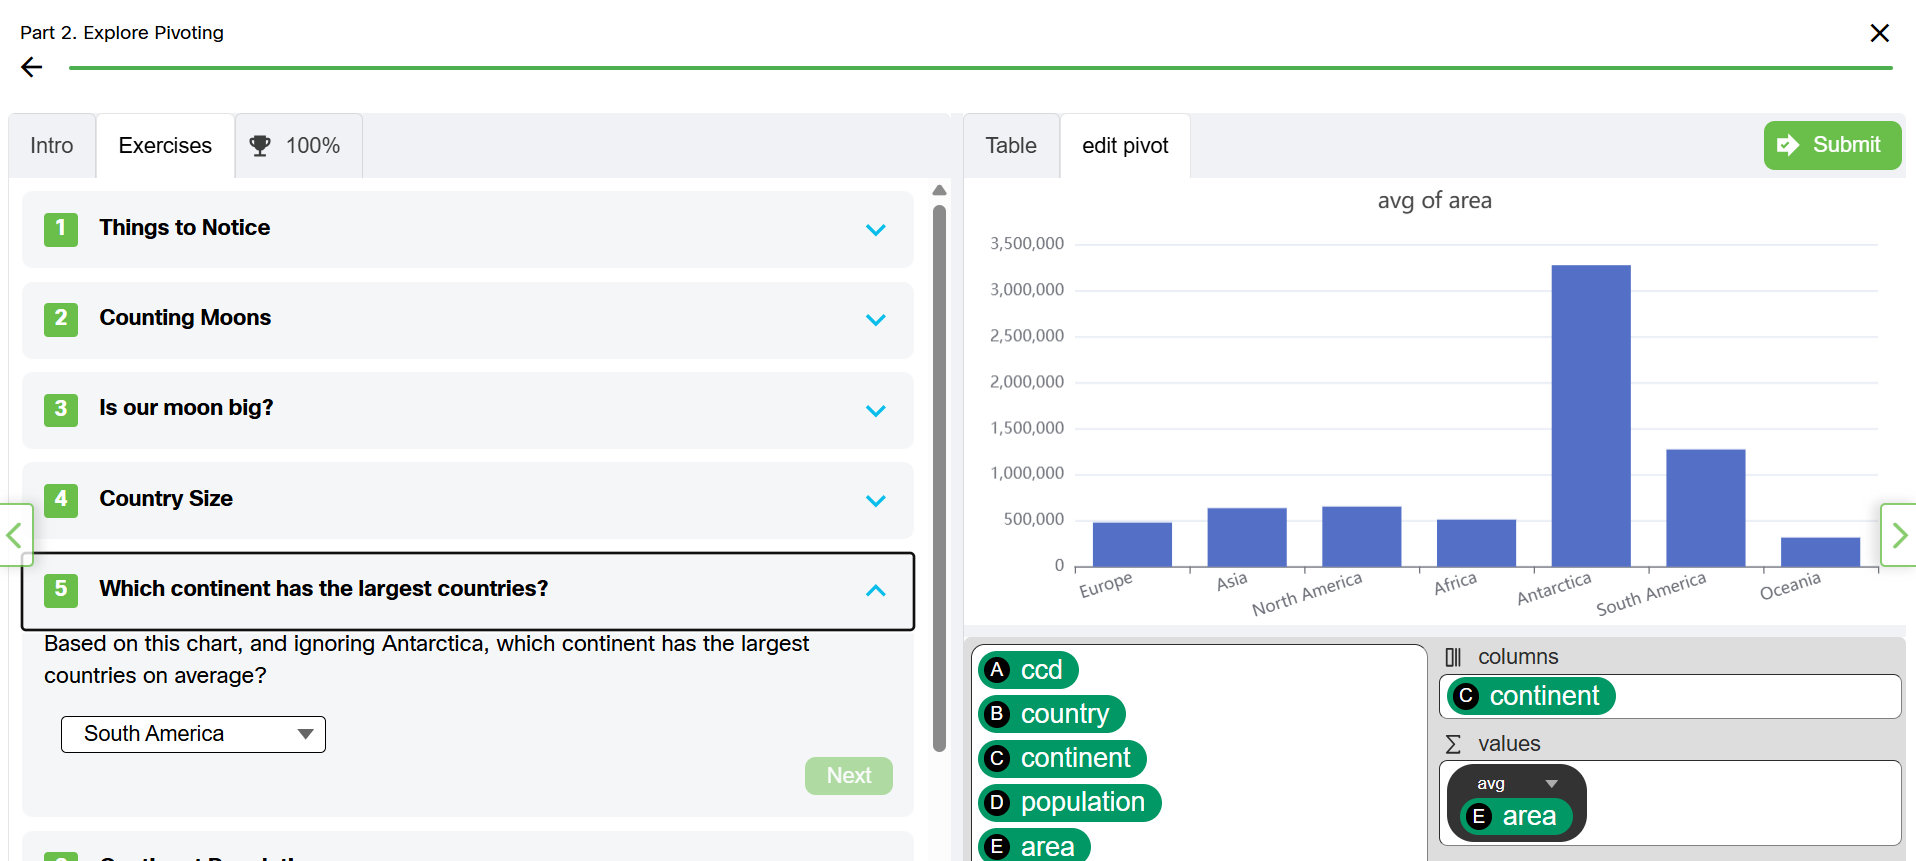 Part 2. Explore Pivoting
Intro
Exercises
100%
1 Things to Notice
2 Counting Moons
3 Is our moon big?
4 Country Size
5 Which continent has the largest countries?
Based on this chart, and ignoring Antarctica, which continent has the largest
countries on average?
South America
Next
Table
edit pivot
Submit
avg of area
3,500,000
3,000,000
2,500,000
2,000,000
1,500,000
1,000,000
500,000
0
Europe
Asia
North America
Africa
Antarctica
South America
Oceania
A ccd
B country
C continent
D population
E area
columns
C continent
Σ values
avg
E area